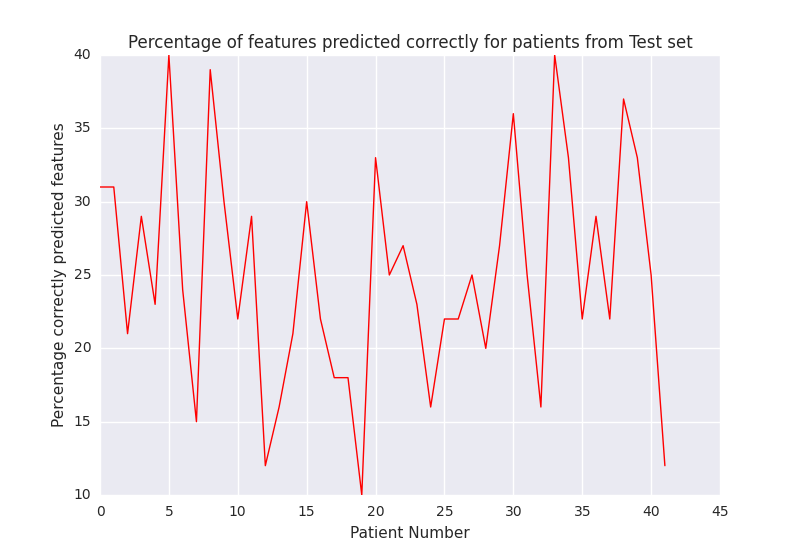 Percentage of features predicted correctly for patients from Test set
40
35
30
25
20
15
10
Percentage correctly predicted features
0 5 10 15 20 25 30 35 40 45
Patient Number